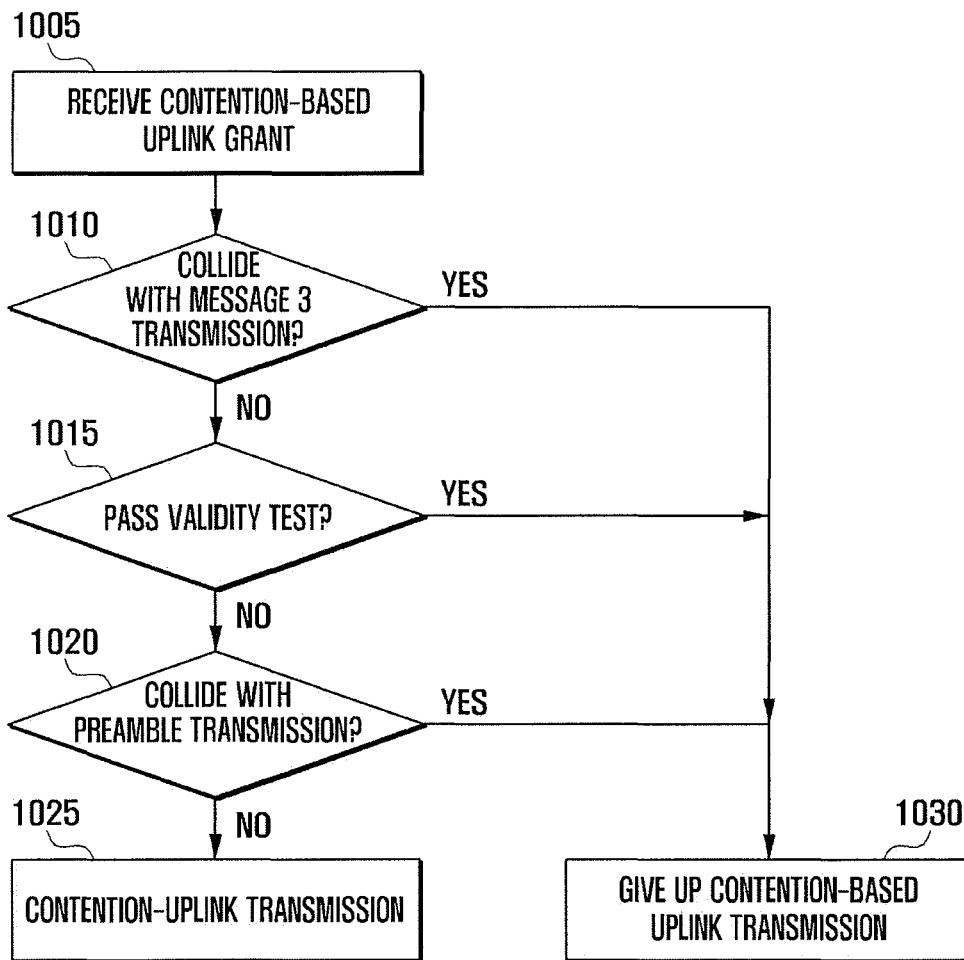 1005
RECEIVE CONTENTION-BASED
UPLINK GRANT
1010
COLLIDE
WITH MESSAGE 3
TRANSMISSION?
YES
NO
1015
PASS VALIDITY TEST?
YES
NO
1020
COLLIDE WITH
PREAMBLE TRANSMISSION?
YES
NO
1025
CONTENTION-UPLINK TRANSMISSION
1030
GIVE UP CONTENTION-BASED
UPLINK TRANSMISSION